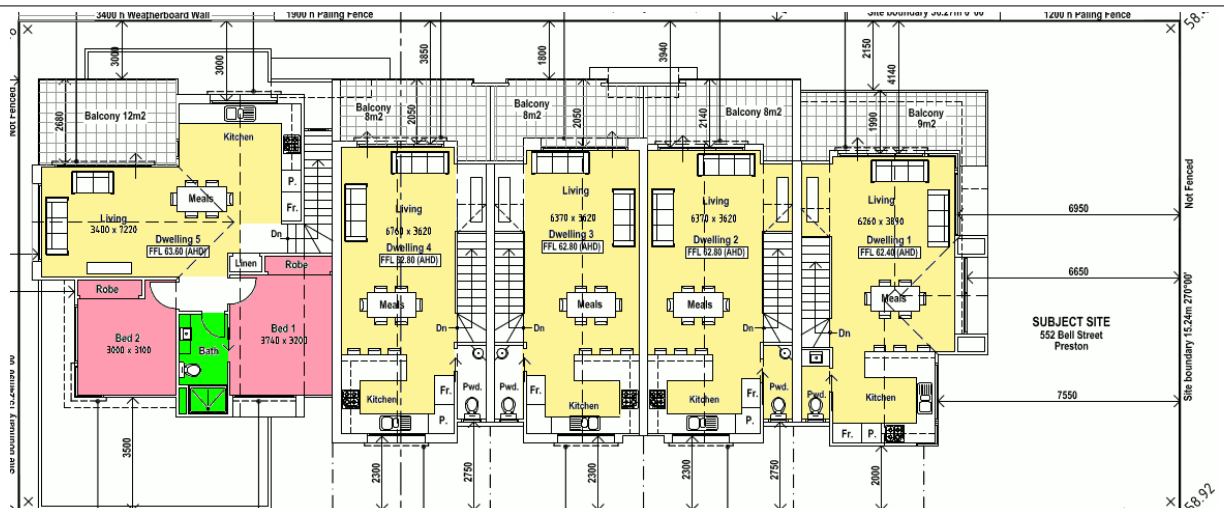 3400 h Weatherboard Wall
1900 h Paling Fence
1200 h Paling Fence
Not Fenced
3000
3000
3850
1800
3940
2150
4140
Balcony 12m2
2680
Balcony
8m2
2050
Balcony
8m2
2050
2140
Balcony 8m2
1990
Balcony
9m2
Kitchen
P.
Fr.
Meals
Living
3400 x 7220
Dwelling 5
FFL 63.60 (AHD)
Dn
Linen
Robe
Robe
Bed 2
3000 x 3100
Bath
Bed 1
3740 x 3200
Living
6760 x 3620
Dwelling 4
FFL 62.80 (AHD)
Meals
Dn
Fr.
Kitchen
P.
Pwd.
Living
6370 x 3620
Dwelling 3
FFL 62.80 (AHD)
Meals
Pwd.
Fr.
Kitchen
P.
Living
6370 x 3620
Dwelling 2
FFL 62.80 (AHD)
Meals
Dn
Fr.
Kitchen
P.
Pwd.
Living
6260 x 3890
Dwelling 1
FFL 62.40 (AHD)
Meals
Dn
Pwd.
Kitchen
Fr.
P.
6950
6650
7550
SUBJECT SITE
552 Bell Street
Preston
Not Fenced
Site boundary 15.24m 270°00'
3500
2300
2750
2300
2300
2750
2000
58.92